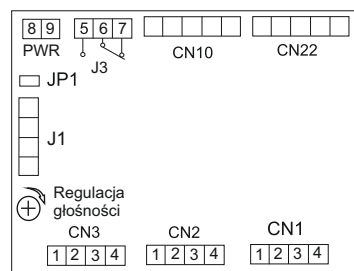 8 9 5 6 7
PWR J3 CN10 CN22
JP1
J1
Regulacja
głośności
CN3 CN2 CN1
1 2 3 4 1 2 3 4 1 2 3 4